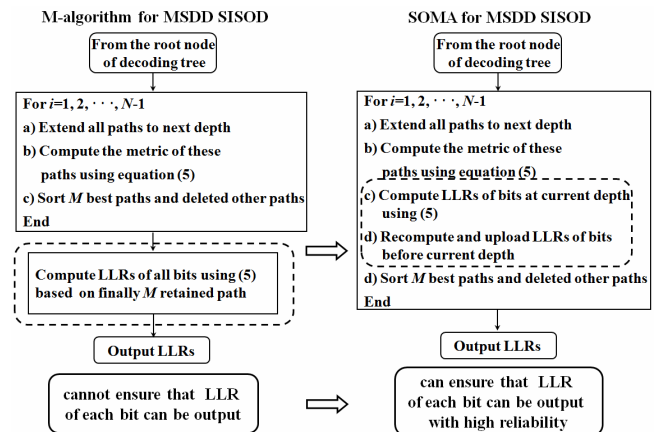 M-algorithm for MSDD SISOD
From the root node
of decoding tree
For i=1, 2, · · ·, N-1
a) Extend all paths to next depth
b) Compute the metric of these
paths using equation (5)
c) Sort M best paths and deleted other paths
End
Compute LLRs of all bits using (5)
based on finally M retained path
Output LLRs
cannot ensure that LLR
of each bit can be output
SOMA for MSDD SISOD
From the root node
of decoding tree
For i=1, 2, · · ·, N-1
a) Extend all paths to next depth
b) Compute the metric of these
paths using equation (5)
c) Compute LLRs of bits at current depth
using (5)
d) Recompute and upload LLRs of bits
before current depth
d) Sort M best paths and deleted other paths
End
Output LLRs
can ensure that LLR
of each bit can be output
with high reliability